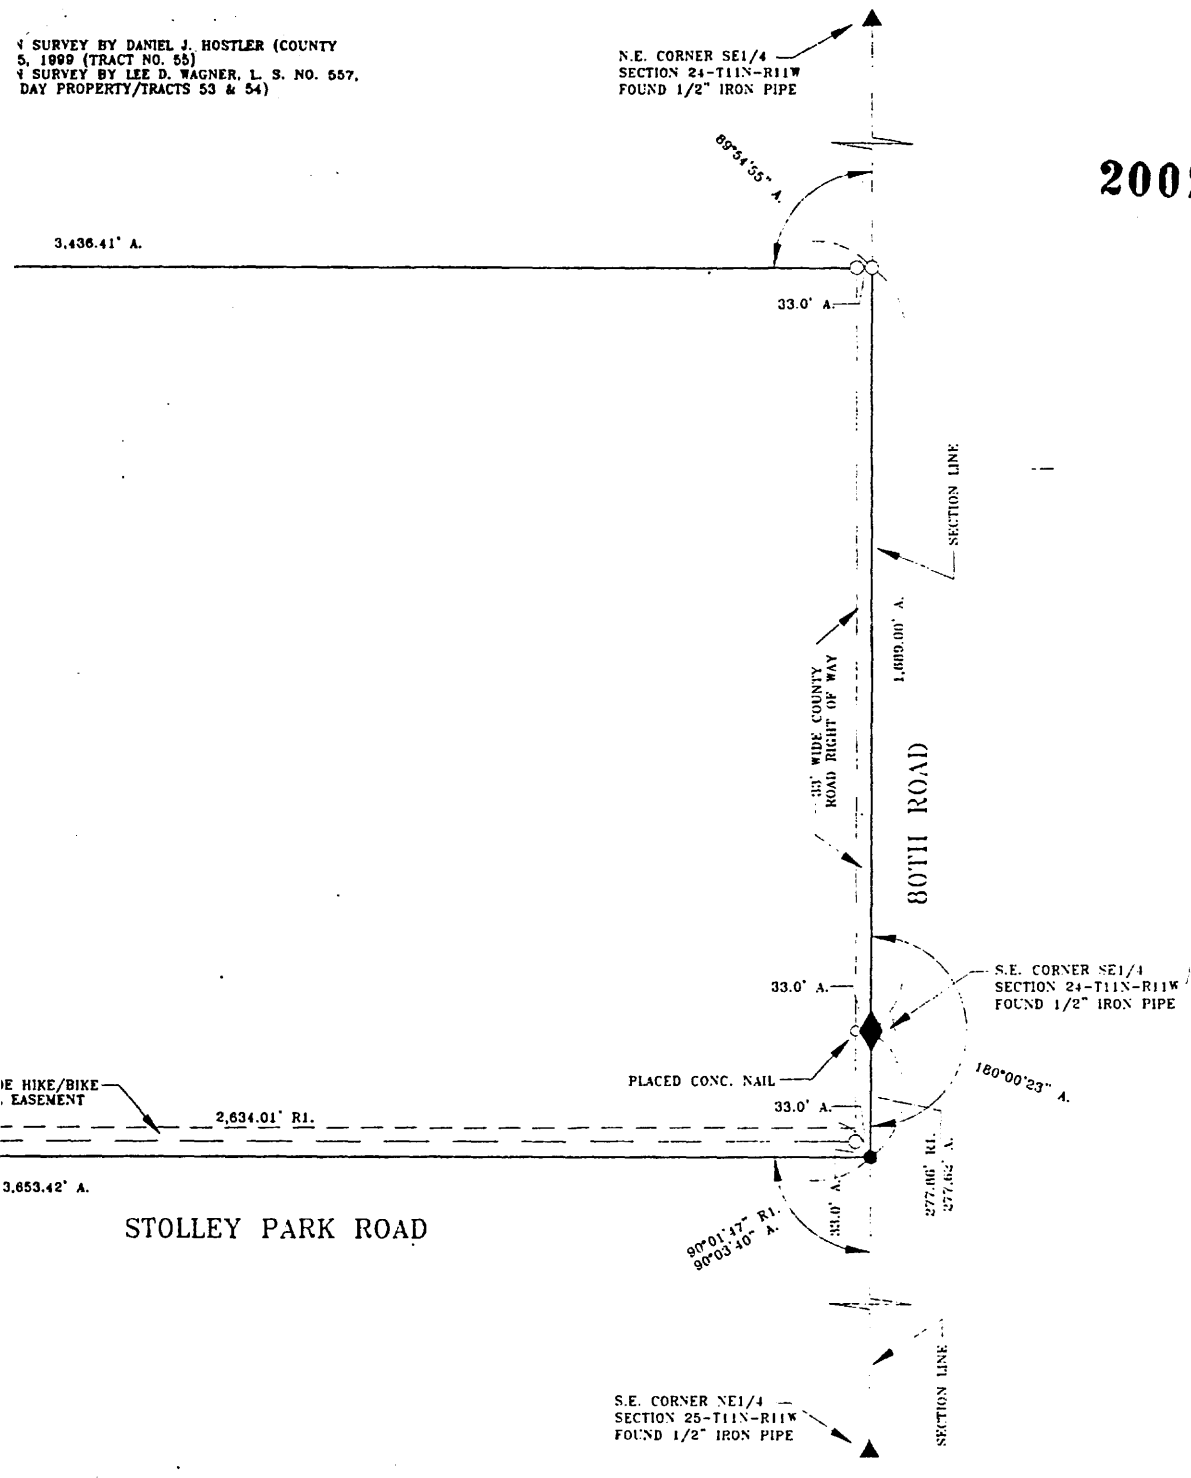 SURVEY BY DANIEL J. HOSTLER (COUNTY
5, 1999 (TRACT NO. 55)
SURVEY BY LEE D. WAGNER, L. S. NO. 557,
DAY PROPERTY/TRACTS 53 & 54)
N.E. CORNER SE1/4
SECTION 24-T11N-R11W
FOUND 1/2" IRON PIPE
89°54'55" A.
200
3,436.41' A.
33.0' A.
SECTION LINE
1,689.00' A.
33' WIDE COUNTY
ROAD RIGHT OF WAY
80TH ROAD
33.0' A.
S.E. CORNER SE1/4
SECTION 24-T11N-R11W
FOUND 1/2" IRON PIPE
PLACED CONC. NAIL
180°00'23" A.
HIKE/BIKE
EASEMENT
2,634.01' R1.
33.0' A.
277.86' R1.
277.62' A.
3,653.42' A.
33.0' A.
STOLLEY PARK ROAD
90°01'47" R1.
90°03'40" A.
SECTION LINE
S.E. CORNER NE1/4
SECTION 25-T11N-R11W
FOUND 1/2" IRON PIPE